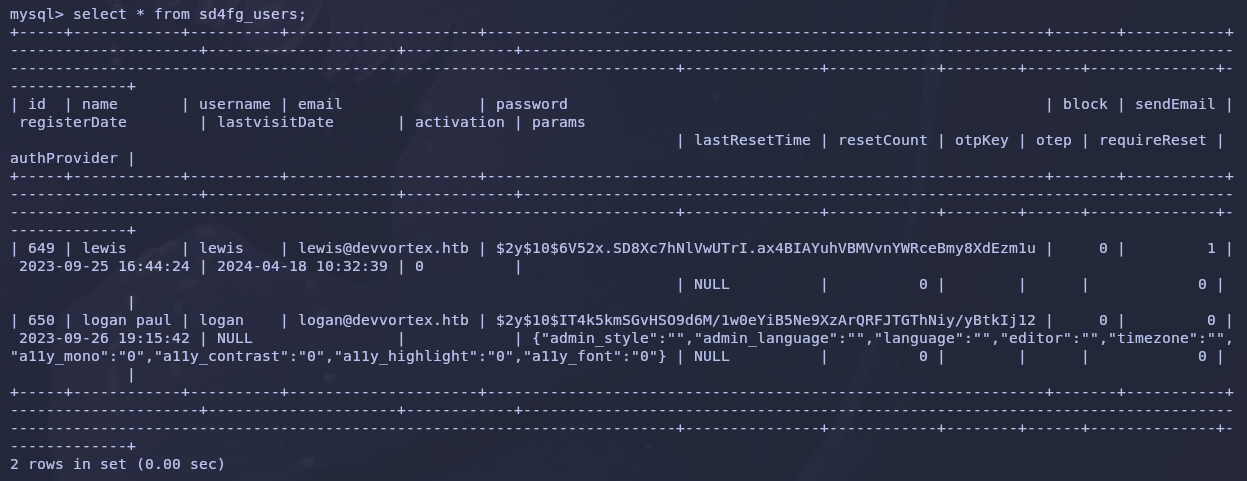 mysql> select * from sd4fg_users;
+-----+------------+----------+---------------------+--------------------------------------------------------------+-------+-----------+
---------------------+---------------------+------------+-------------------------------------------------------------------------------
--------------------------------------------------------------------------+---------------+------------+--------+------+--------------+-
-------------+
| id  | name       | username | email               | password                                                     | block | sendEmail |
 registerDate        | lastvisitDate       | activation | params
                                                                          | lastResetTime | resetCount | otpKey | otep | requireReset |
authProvider |
+-----+------------+----------+---------------------+--------------------------------------------------------------+-------+-----------+
---------------------+---------------------+------------+-------------------------------------------------------------------------------
--------------------------------------------------------------------------+---------------+------------+--------+------+--------------+-
-------------+
| 649 | lewis      | lewis    | lewis@devvortex.htb | $2y$10$6V52x.SD8Xc7hNlVwUTrI.ax4BIAYuhVBMVvnYWRceBmy8XdEzm1u |     0 |         1 |
 2023-09-25 16:44:24 | 2024-04-18 10:32:39 | 0          |
                                                                          | NULL          |          0 |        |      |            0 |
             |
| 650 | logan paul | logan    | logan@devvortex.htb | $2y$10$IT4k5kmSGvHSO9d6M/1w0eYiB5Ne9XzArQRFJTGThNiy/yBtkIj12 |     0 |         0 |
 2023-09-26 19:15:42 | NULL                |            | {"admin_style":"","admin_language":"","language":"","editor":"","timezone":"",
"a11y_mono":"0","a11y_contrast":"0","a11y_highlight":"0","a11y_font":"0"} | NULL          |          0 |        |      |            0 |
             |
+-----+------------+----------+---------------------+--------------------------------------------------------------+-------+-----------+
---------------------+---------------------+------------+-------------------------------------------------------------------------------
--------------------------------------------------------------------------+---------------+------------+--------+------+--------------+-
-------------+
2 rows in set (0.00 sec)